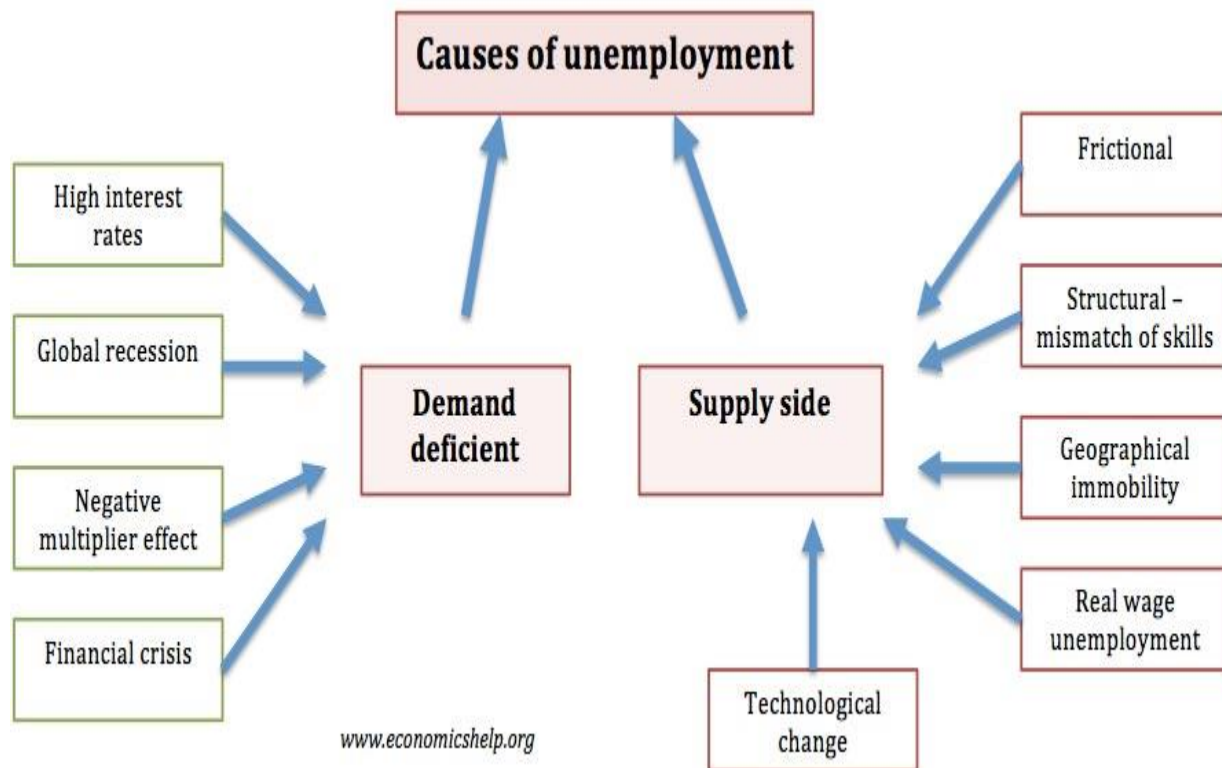 Causes of unemployment
High interest
rates
Global recession
Negative
multiplier effect
Financial crisis
Demand
deficient
Supply side
Frictional
Structural –
mismatch of skills
Geographical
immobility
Real wage
unemployment
Technological
change
www.economicshelp.org